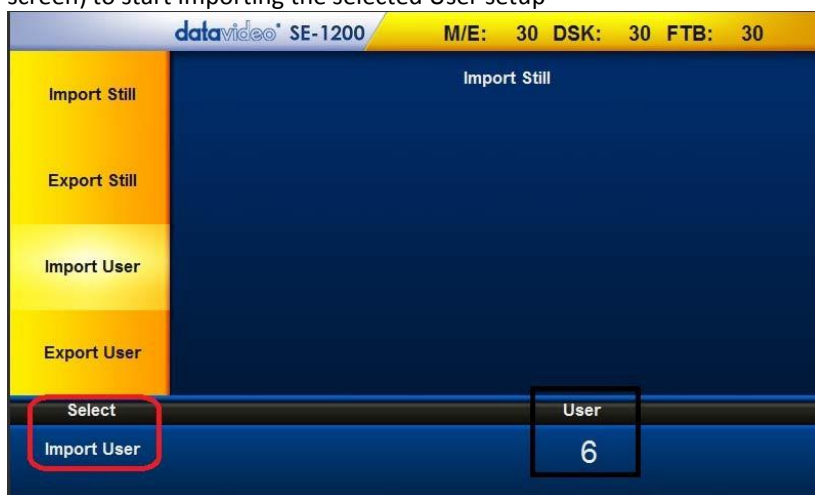 screen) to start importing the selected User setup
datavideo SE-1200 M/E: 30 DSK: 30 FTB: 30
Import Still
Import Still
Export Still
Import User
Export User
Select User
Import User 6